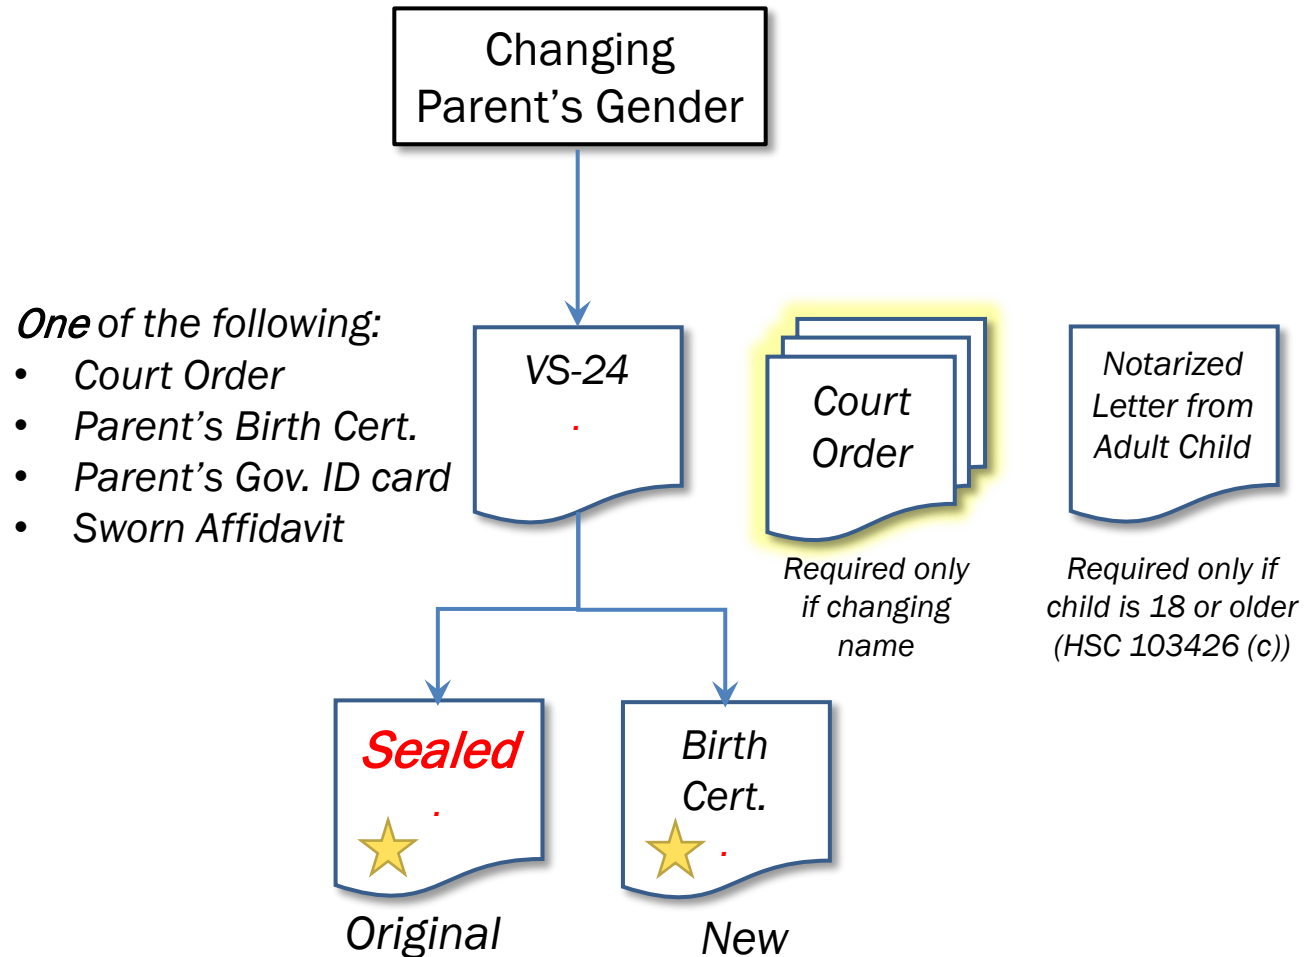 Changing
Parent's Gender
One of the following:
• Court Order
• Parent's Birth Cert.
• Parent's Gov. ID card
• Sworn Affidavit
VS-24
.
Court
Order
Required only
if changing
name
Notarized
Letter from
Adult Child
Required only if
child is 18 or older
(HSC 103426 (c))
Sealed
.
Original
Birth
Cert.
.
New